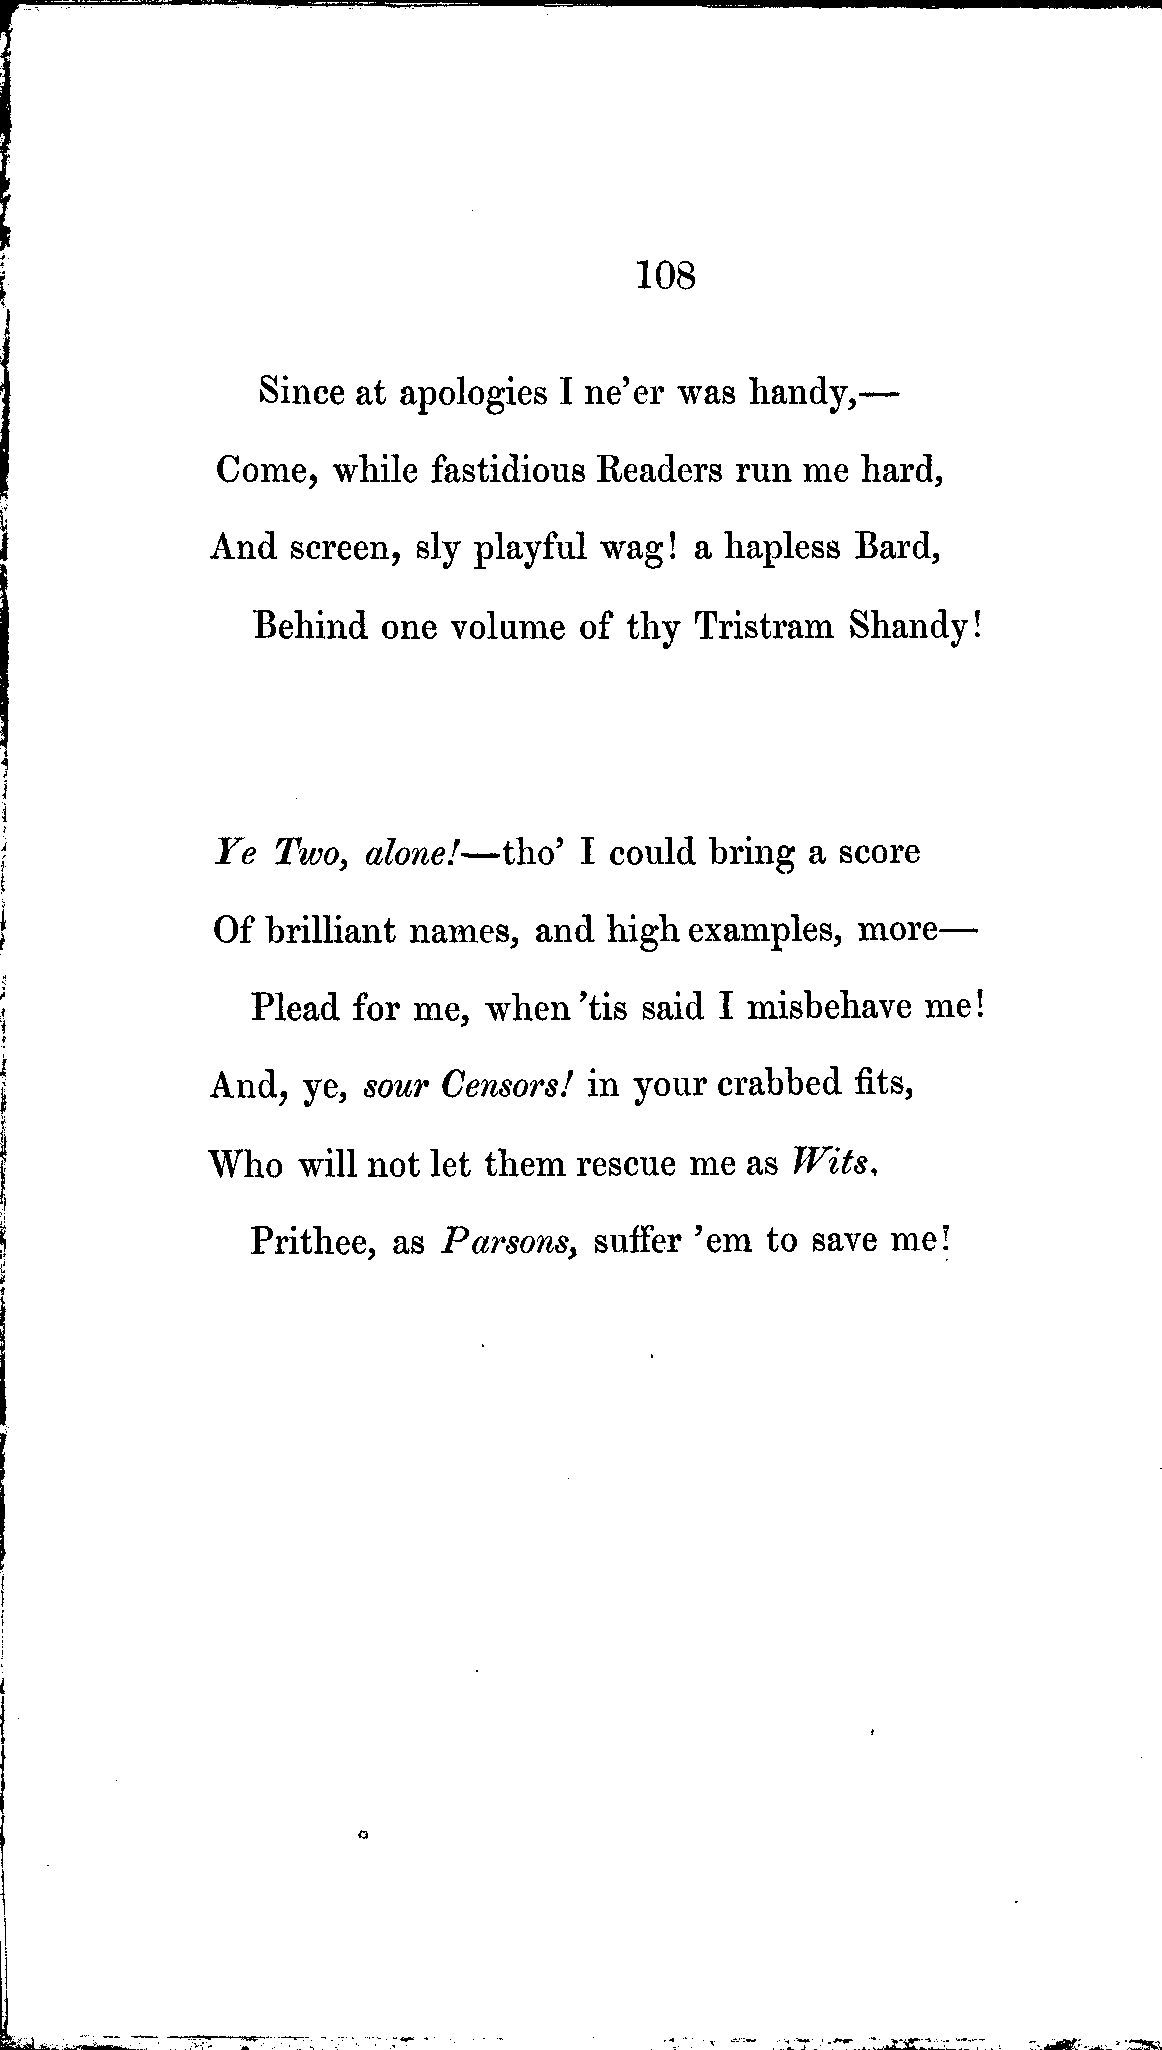 108
Since at apologies I ne'er was handy,—
Come, while fastidious Readers run me hard,
And screen, sly playful wag! a hapless Bard,
Behind one volume of thy Tristram Shandy!
Ye Two, alone!—tho' I could bring a score
Of brilliant names, and high examples, more—
Plead for me, when 'tis said I misbehave me!
And, ye, sour Censors! in your crabbed fits,
Who will not let them rescue me as Wits,
Prithee, as Parsons, suffer 'em to save me!